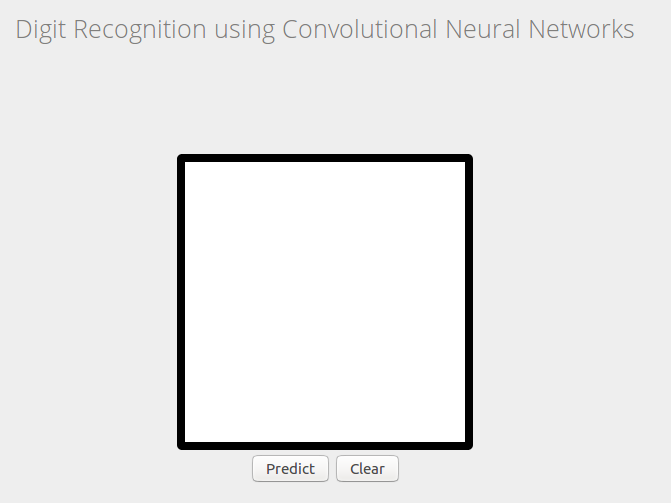 Digit Recognition using Convolutional Neural Networks
Predict Clear